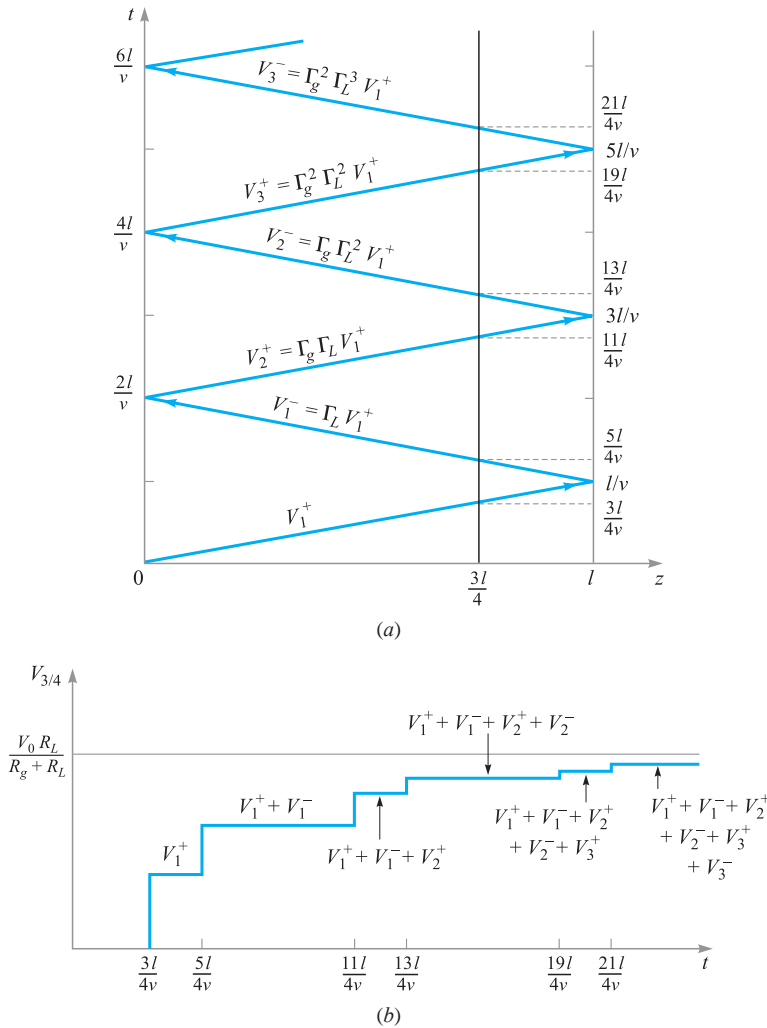 t
6l/v
V₃⁻ = Γg² ΓL³ V₁⁺
21l/4v
5l/v
19l/4v
V₃⁺ = Γg² ΓL² V₁⁺
4l/v
V₂⁻ = Γg ΓL² V₁⁺
13l/4v
3l/v
11l/4v
V₂⁺ = Γg ΓL V₁⁺
2l/v
V₁⁻ = ΓL V₁⁺
5l/4v
l/v
3l/4v
V₁⁺
0 3l/4 l z
(a)
V3/4
V₀ RL / Rg + RL
V₁⁺ + V₁⁻ + V₂⁺ + V₂⁻
V₁⁺ + V₁⁻
V₁⁺
V₁⁺ + V₁⁻ + V₂⁺
V₁⁺ + V₁⁻ + V₂⁺
+ V₂⁻ + V₃⁺
V₁⁺ + V₁⁻ + V₂⁺
+ V₂⁻ + V₃⁺
+ V₃⁻
3l/4v 5l/4v 11l/4v 13l/4v 19l/4v 21l/4v t
(b)